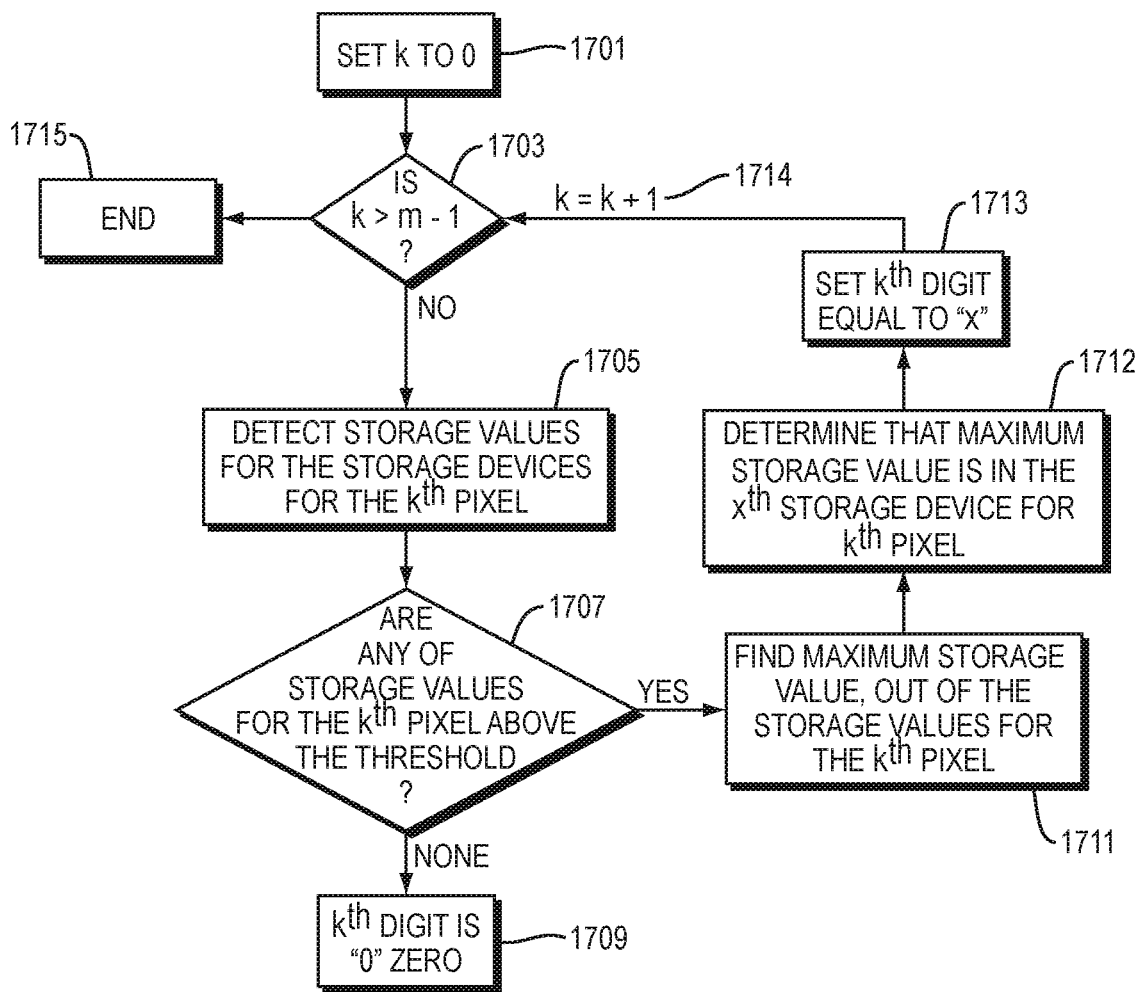 SET k TO 0
1701
1715
END
1703
IS
k > m - 1
?
k = k + 1
1714
1713
SET kth DIGIT
EQUAL TO “x”
NO
1705
DETECT STORAGE VALUES
FOR THE STORAGE DEVICES
FOR THE kth PIXEL
1712
DETERMINE THAT MAXIMUM
STORAGE VALUE IS IN THE
xth STORAGE DEVICE FOR
kth PIXEL
1707
ARE
ANY OF
STORAGE VALUES
FOR THE kth PIXEL ABOVE
THE THRESHOLD
?
YES
FIND MAXIMUM STORAGE
VALUE, OUT OF THE
STORAGE VALUES FOR
THE kth PIXEL
1711
NONE
kth DIGIT IS
“0” ZERO
1709